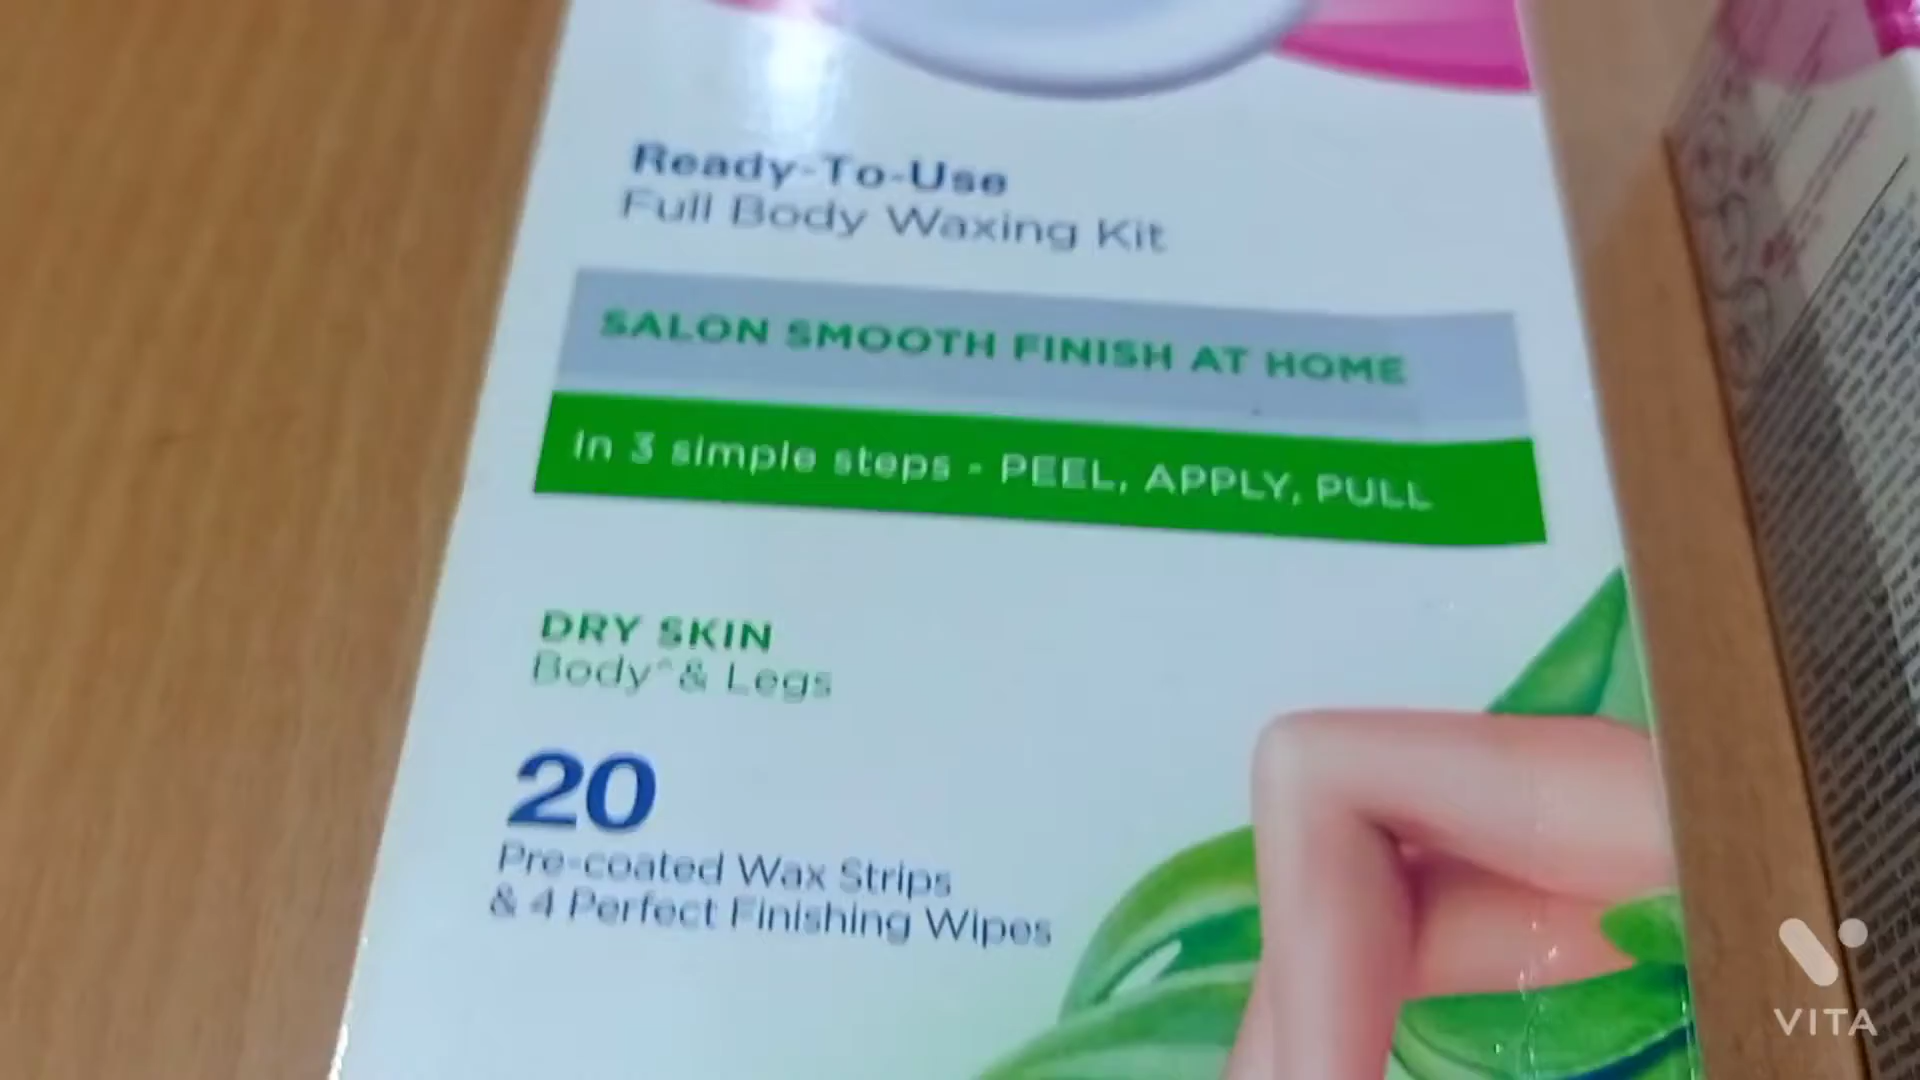 Ready-To-Use
Full Body Waxing Kit
SALON SMOOTH FINISH AT HOME
In 3 simple steps - PEEL, APPLY, PULL
DRY SKIN
Body^ & Legs
20
Pre-coated Wax Strips
& 4 Perfect Finishing Wipes
VITA